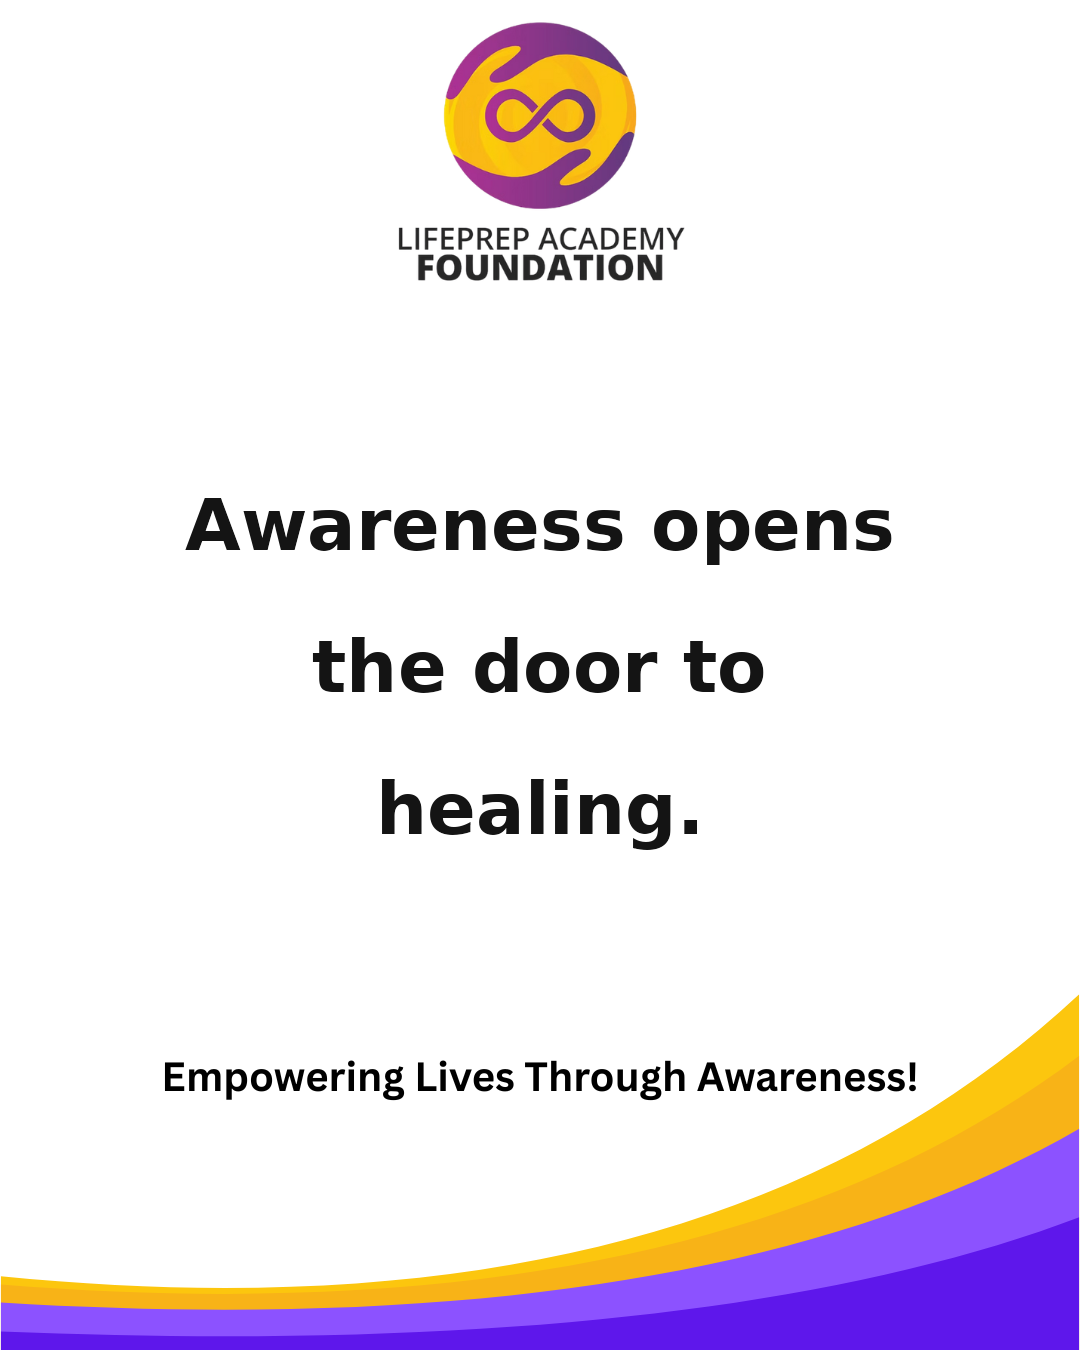 LIFEPREP ACADEMY
FOUNDATION
Awareness opens
the door to
healing.
Empowering Lives Through Awareness!